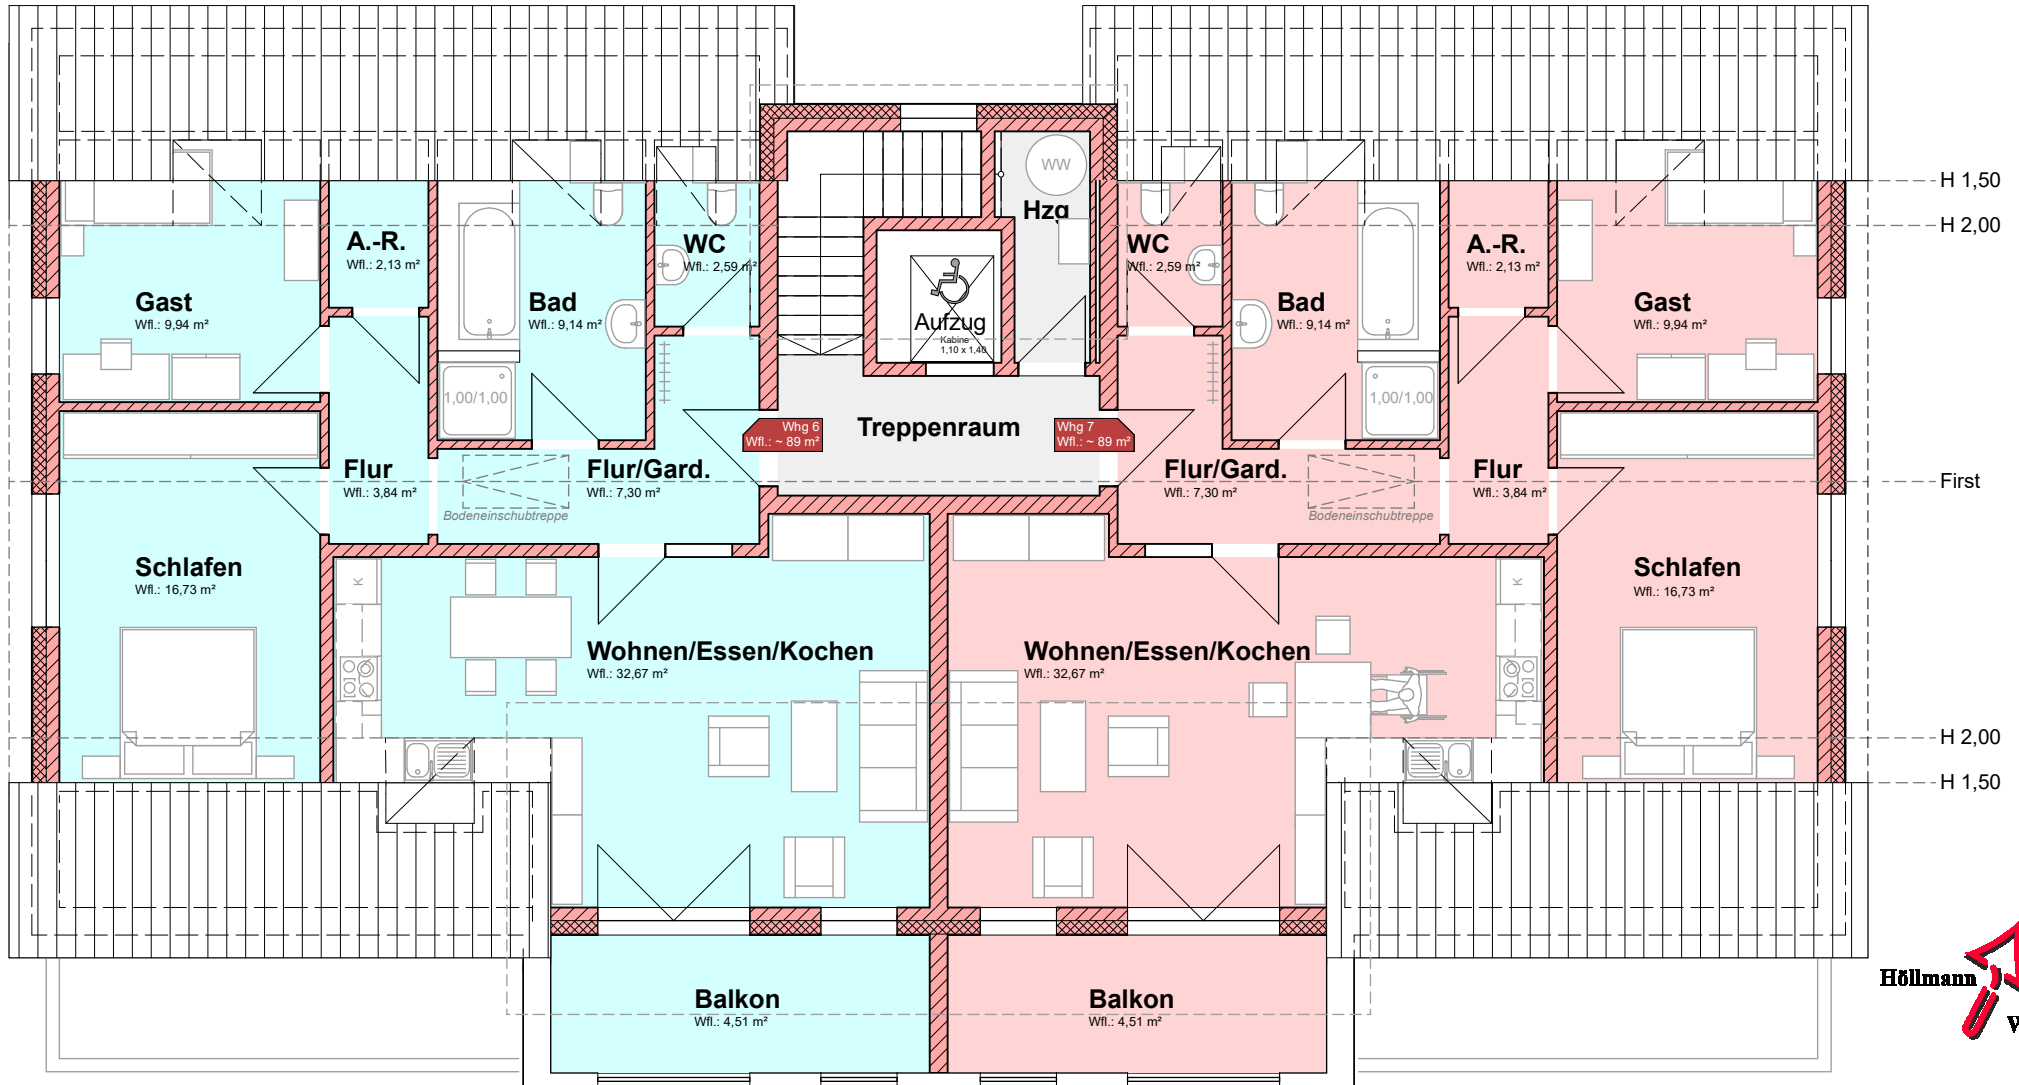 H 1,50
H 2,00
WW
Hzg
A.-R.
Wfl.: 2,13 m²
WC
Wfl.: 2,59 m²
WC
Wfl.: 2,59 m²
A.-R.
Wfl.: 2,13 m²
Gast
Wfl.: 9,94 m²
Bad
Wfl.: 9,14 m²
Aufzug
Kabine
1,10 x 1,40
Bad
Wfl.: 9,14 m²
Gast
Wfl.: 9,94 m²
1,00/1,00
1,00/1,00
Whg 6
Wfl.: ~ 89 m²
Treppenraum
Whg 7
Wfl.: ~ 89 m²
Flur
Wfl.: 3,84 m²
Flur/Gard.
Wfl.: 7,30 m²
Flur/Gard.
Wfl.: 7,30 m²
Flur
Wfl.: 3,84 m²
First
Bodeneinschubtreppe
Bodeneinschubtreppe
Schlafen
Wfl.: 16,73 m²
K
K
Schlafen
Wfl.: 16,73 m²
Wohnen/Essen/Kochen
Wfl.: 32,67 m²
Wohnen/Essen/Kochen
Wfl.: 32,67 m²
H 2,00
H 1,50
Balkon
Wfl.: 4,51 m²
Balkon
Wfl.: 4,51 m²
Höllmann